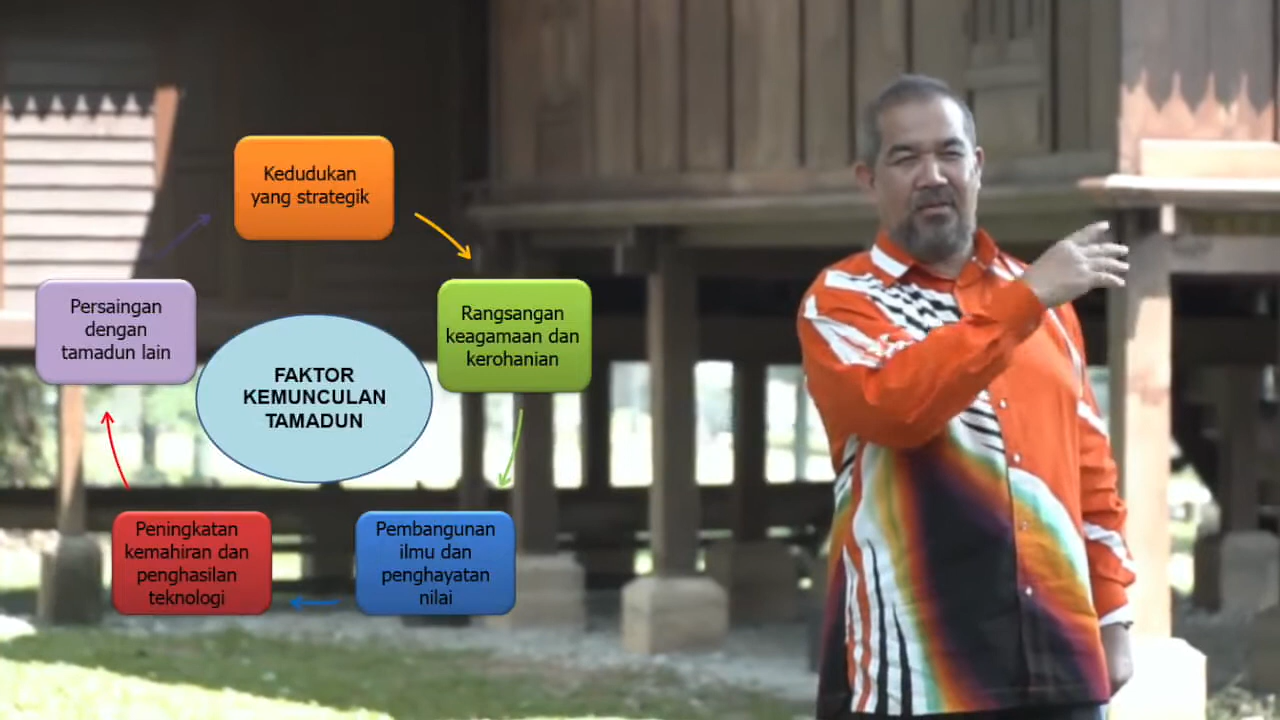 Kedudukan
yang strategik
Rangsangan
keagamaan dan
kerohanian
Pembangunan
ilmu dan
penghayatan
nilai
Peningkatan
kemahiran dan
penghasilan
teknologi
Persaingan
dengan
tamadun lain
FAKTOR
KEMUNCULAN
TAMADUN